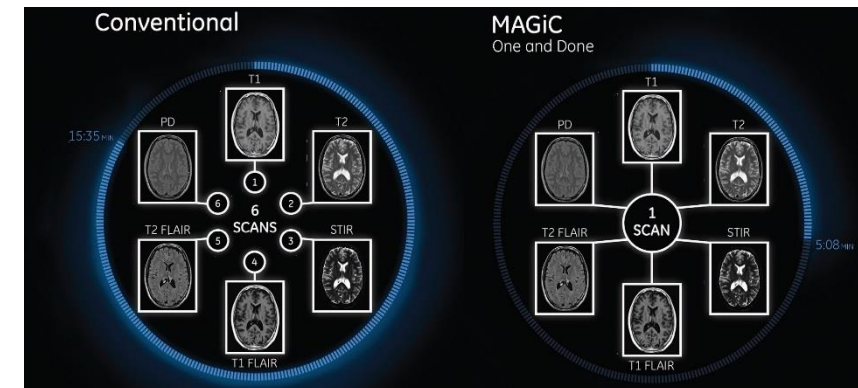 Conventional
T1
PD
T2
15:35 MIN
1
6
2
6
SCANS
T2 FLAIR
5
3
STIR
4
T1 FLAIR
MAGiC
One and Done
T1
PD
T2
1
SCAN
T2 FLAIR
STIR
5:08 MIN
T1 FLAIR